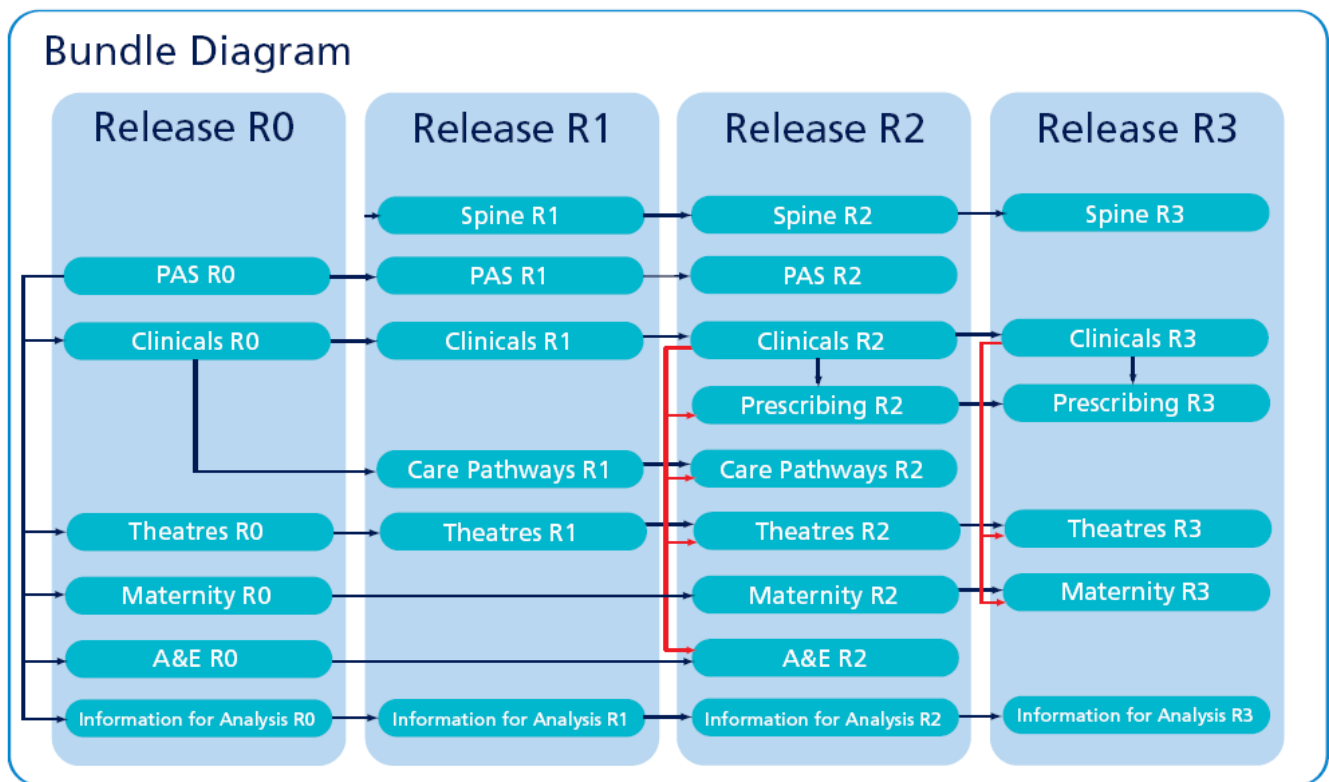 Bundle Diagram
Release R0
Release R1
Release R2
Release R3
Spine R1
Spine R2
Spine R3
PAS R0
PAS R1
PAS R2
Clinicals R0
Clinicals R1
Clinicals R2
Clinicals R3
Prescribing R2
Prescribing R3
Care Pathways R1
Care Pathways R2
Theatres R0
Theatres R1
Theatres R2
Theatres R3
Maternity R0
Maternity R2
Maternity R3
A&E R0
A&E R2
Information for Analysis R0
Information for Analysis R1
Information for Analysis R2
Information for Analysis R3